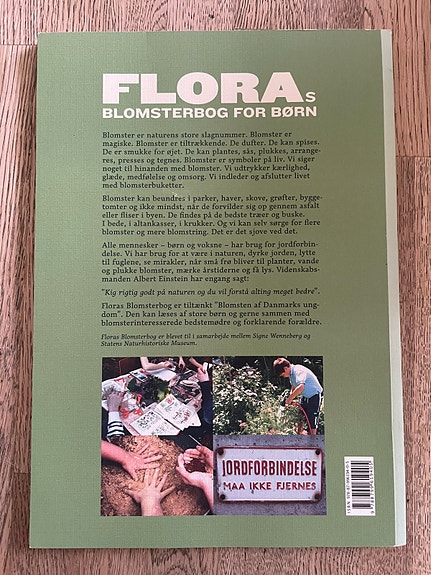 FLORAs
BLOMSTERBOG FOR BØRN
Blomster er naturens store slagnummer. Blomster er
magiske. Blomster er tiltrækkende. De dufter. De kan spises.
De er smukke for øjet. De kan plantes, sås, plukkes, arrange-
res, presses og tegnes. Blomster er symboler på liv. Vi siger
noget til hinanden med blomster. Vi udtrykker kærlighed,
glæde, medfølelse og omsorg. Vi indleder og afslutter livet
med blomsterbuketter.
Blomster kan beundres i parker, haver, skove, grøfter, bygge-
tomter og ikke mindst, når de forvilder sig op gennem asfalt
eller fliser i byen. De findes på de bedste træer og buske.
I bede, i altankasser, i krukker. Og vi kan selv sørge for flere
blomster og mere blomstring. Det er det sjove ved det.
Alle mennesker – børn og voksne – har brug for jordforbin-
delse. Vi har brug for at være i naturen, dyrke jorden, lytte
til fuglene, se mirakler, når små frø bliver til planter, vande
og plukke blomster, mærke årstiderne og få lys. Videnskabs-
manden Albert Einstein har engang sagt:
"Kig rigtig godt på naturen og du vil forstå alting meget bedre".
Floras Blomsterbog er tiltænkt "Blomsten af Danmarks ung-
dom". Den kan læses af store børn og gerne sammen med
blomsterinteresserede bedstemødre og forklarende forældre.
Floras Blomsterbog er blevet til i samarbejde mellem Signe Wenneberg og
Statens Naturhistoriske Museum.
JORDFORBINDELSE
MAA IKKE FJERNES